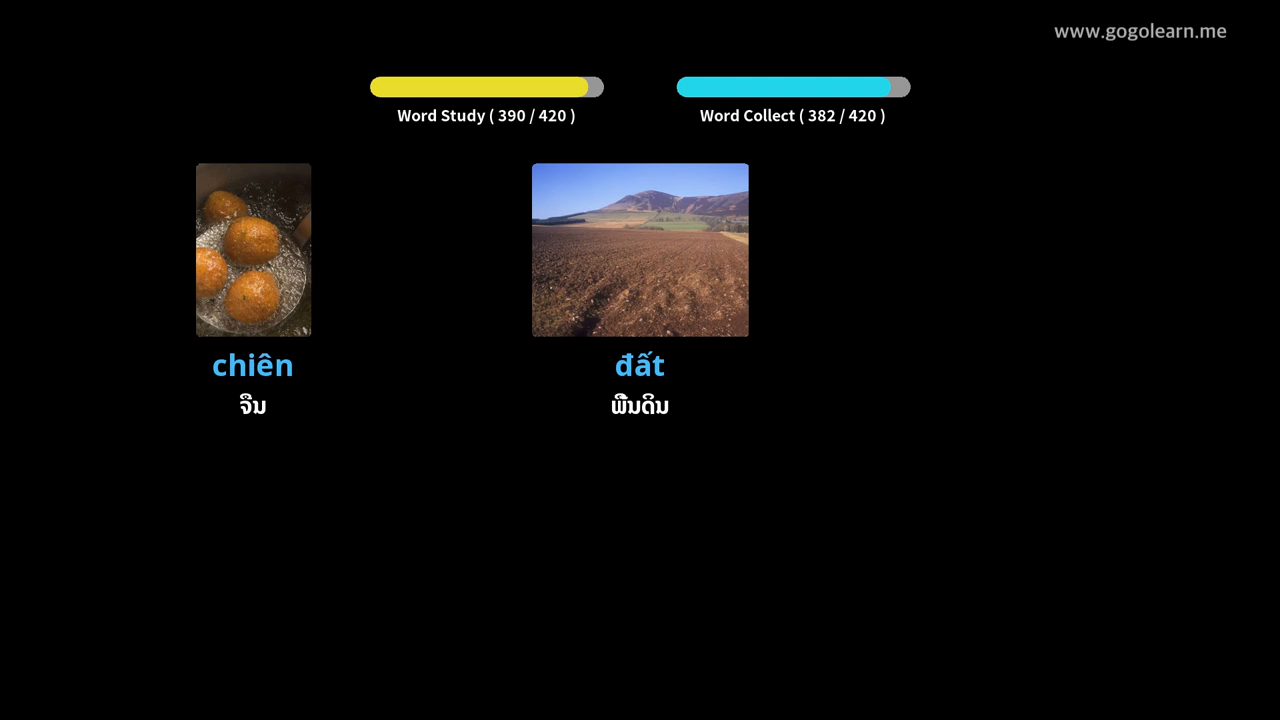 www.gogolearn.me
Word Study ( 390 / 420 )
Word Collect ( 382 / 420 )
chiên
đất
ຈືນ
ພື້ນດິນ